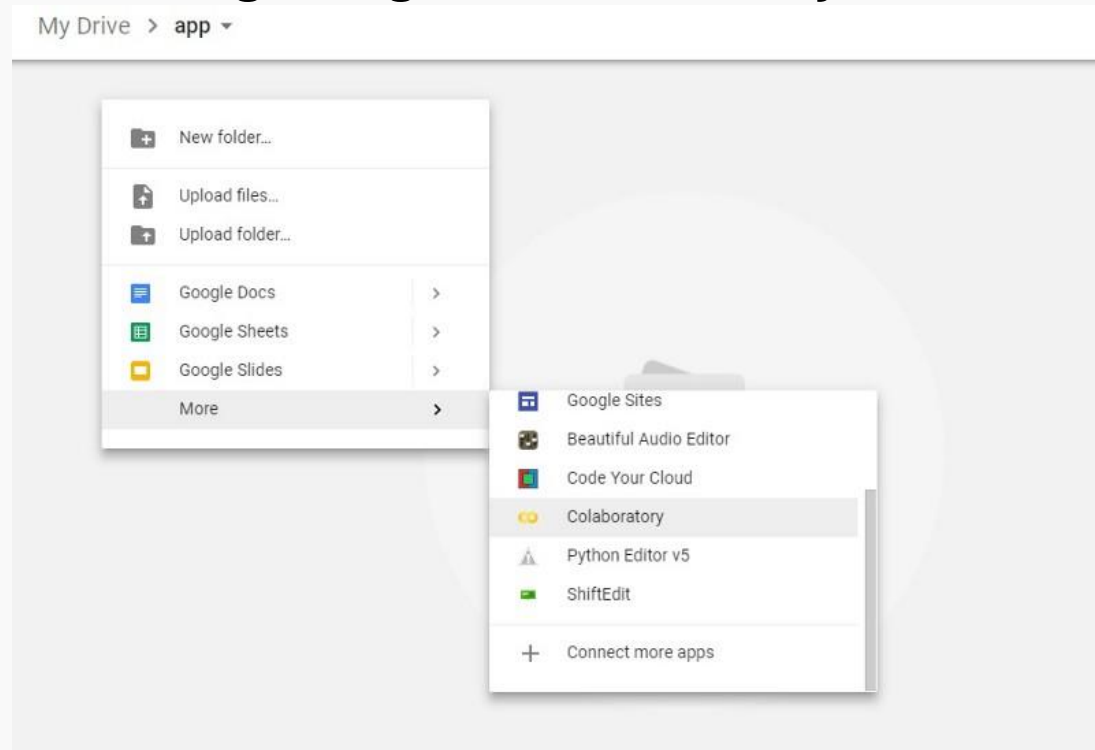 My Drive > app
New folder...
Upload files...
Upload folder...
Google Docs >
Google Sheets >
Google Slides >
More >
Google Sites
Beautiful Audio Editor
Code Your Cloud
Colaboratory
Python Editor v5
ShiftEdit
+ Connect more apps